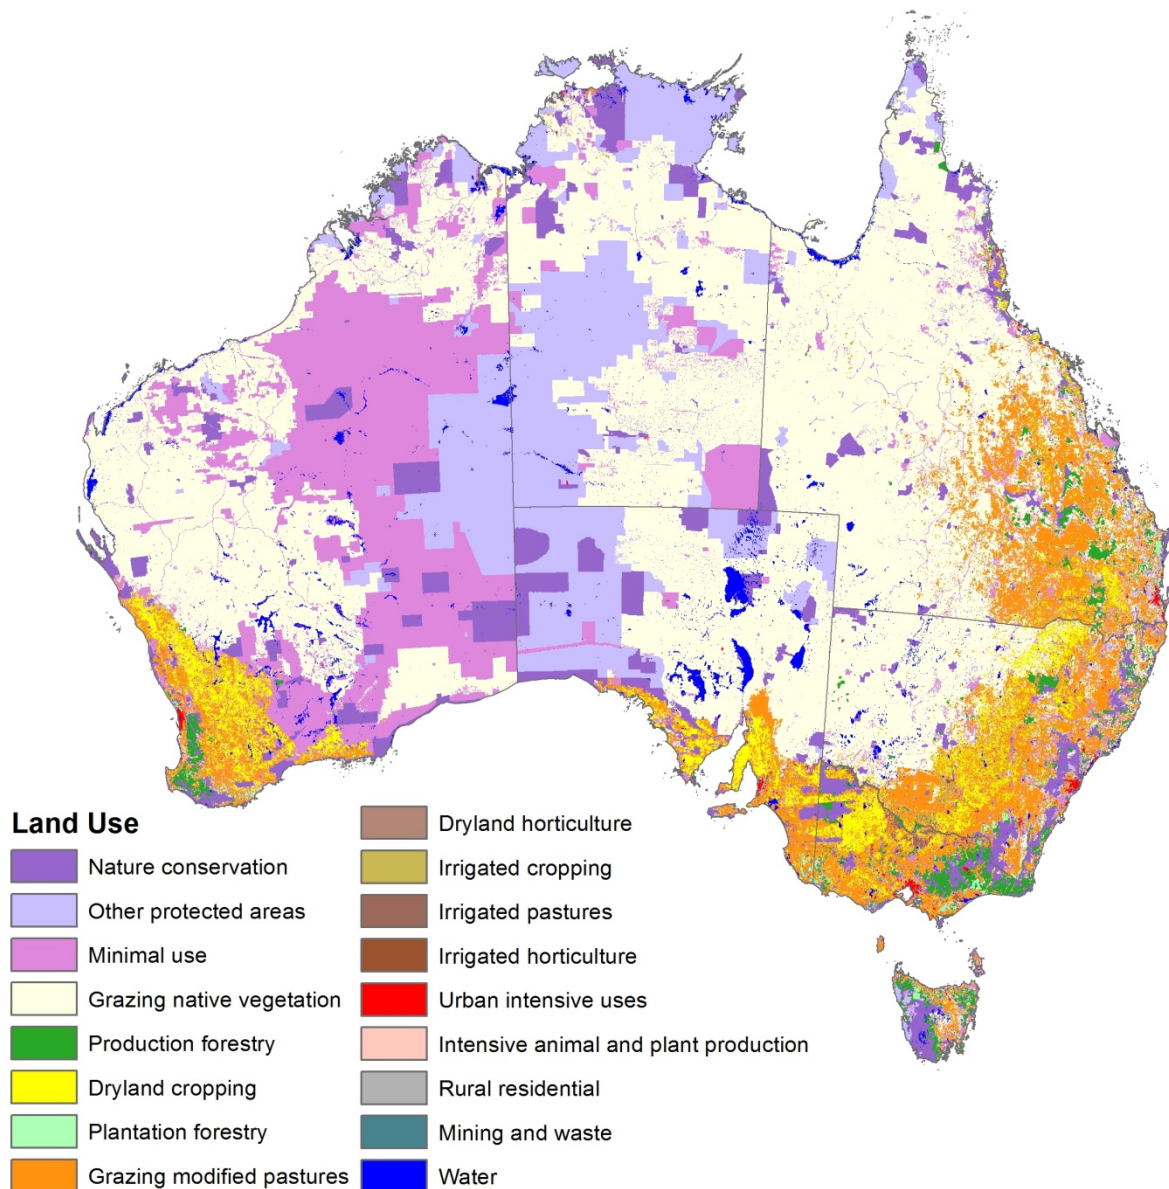 Land Use
Nature conservation
Other protected areas
Minimal use
Grazing native vegetation
Production forestry
Dryland cropping
Plantation forestry
Grazing modified pastures
Dryland horticulture
Irrigated cropping
Irrigated pastures
Irrigated horticulture
Urban intensive uses
Intensive animal and plant production
Rural residential
Mining and waste
Water